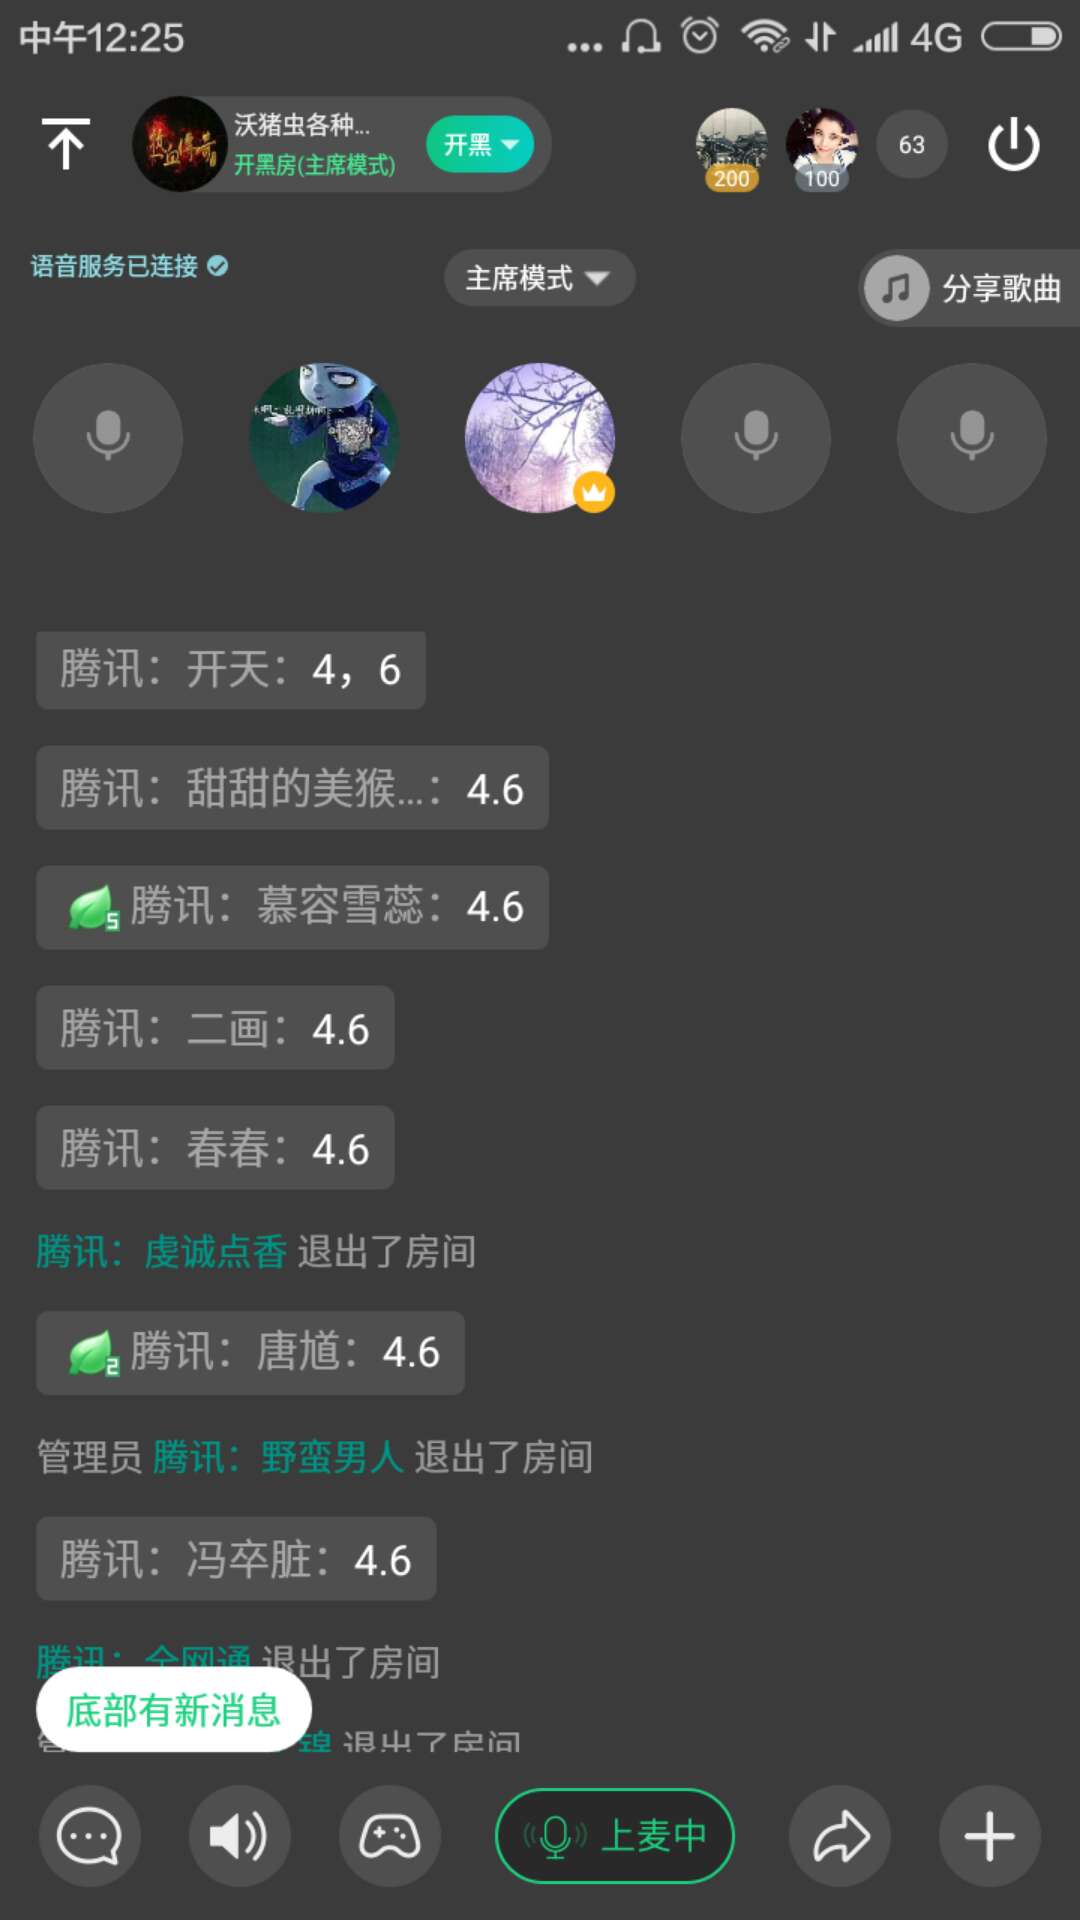 中午12:25
... 4G
沃猪虫各种...
开黑房(主席模式)
开黑
200
100
63
语音服务已连接
主席模式
分享歌曲
腾讯：开天：4，6
腾讯：甜甜的美猴...：4.6
5 腾讯：慕容雪蕊：4.6
腾讯：二画：4.6
腾讯：春春：4.6
腾讯：虔诚点香 退出了房间
2 腾讯：唐馗：4.6
管理员 腾讯：野蛮男人 退出了房间
腾讯：冯卒脏：4.6
腾讯：全网通 退出了房间
底部有新消息
退出了房间
上麦中